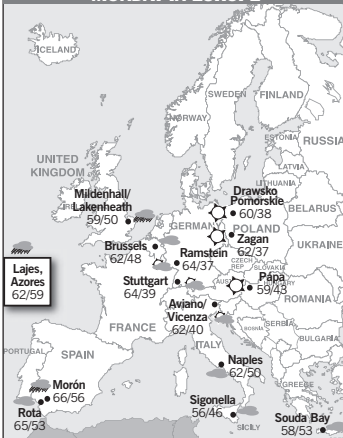 ICELAND
SWEDEN
FINLAND
NORWAY
ESTONIA
RUSSIA
LATVIA
LITHUANIA
UNITED
KINGDOM
Mildenhall/
Lakenheath
59/50
Drawsko
Pomorskie
60/38
BELARUS
GERMANY
POLAND
Zagan
62/37
UKRAINE
Brussels
62/48
Ramstein
64/37
CZECH
REP
SLOVAKIA
Lajes,
Azores
62/59
Stuttgart
64/39
Pápa
59/43
Aviano/
Vicenza
62/40
ROMANIA
FRANCE
BOSNIA
SERBIA
BULGARIA
ITALY
PORTUGAL
SPAIN
Naples
62/50
GREECE
Morón
66/56
Rota
65/53
Sigonella
56/46
SICILY
Souda Bay
58/53